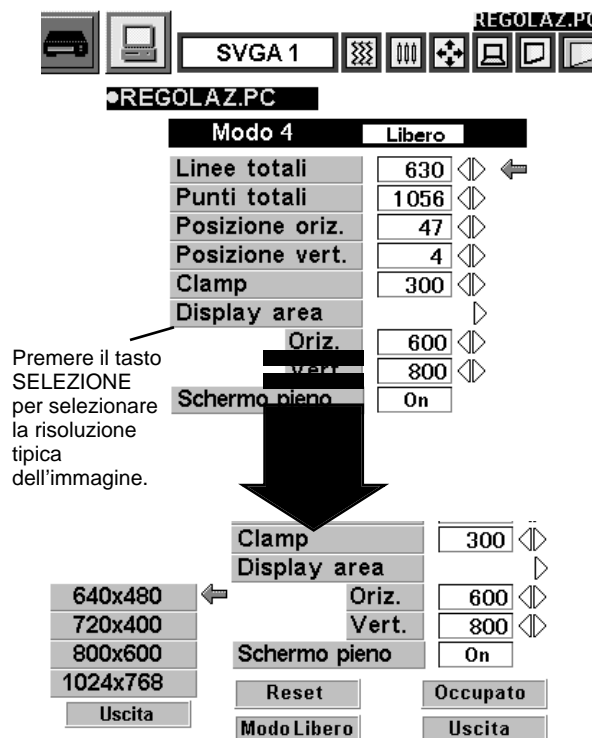 REGOLAZ.PC
SVGA 1
●REGOLAZ.PC
Modo 4 Libero
Linee totali 630
Punti totali 1056
Posizione oriz. 47
Posizione vert. 4
Clamp 300
Display area
Oriz. 600
Vert. 800
Schermo pieno On
Premere il tasto
SELEZIONE
per selezionare
la risoluzione
tipica
dell'immagine.
Clamp 300
Display area
640x480 Oriz. 600
720x400 Vert. 800
800x600 Schermo pieno On
1024x768
Reset Occupato
Uscita
Modo Libero Uscita